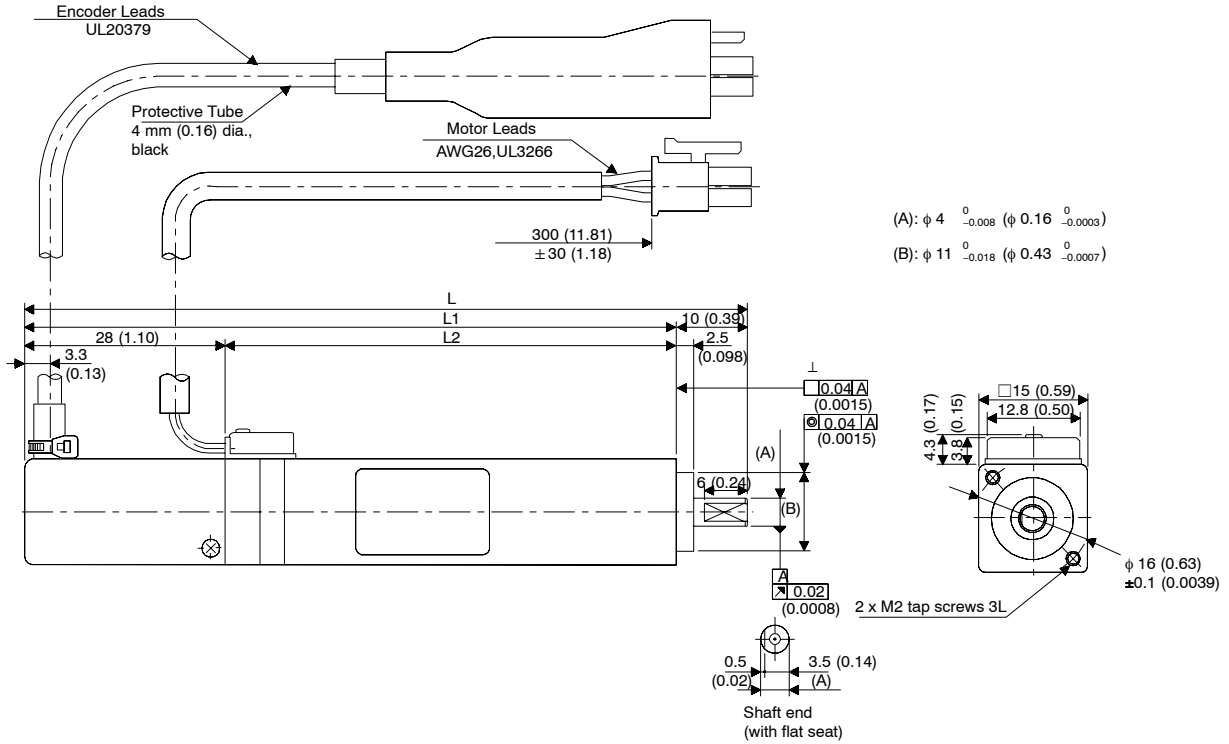 Encoder Leads
UL20379
Protective Tube
4 mm (0.16) dia.,
black
Motor Leads
AWG26,UL3266
300 (11.81)
±30 (1.18)
(A): φ 4 0 −0.008 (φ 0.16 0 −0.0003)
(B): φ 11 0 −0.018 (φ 0.43 0 −0.0007)
L
L1
10 (0.39)
28 (1.10)
L2
2.5
(0.098)
3.3
(0.13)
⊥
0.04 A
(0.0015)
◎ 0.04 A
(0.0015)
(A)
6 (0.24)
(B)
A
↗ 0.02
(0.0008)
□15 (0.59)
12.8 (0.50)
4.3 (0.17)
3.8 (0.15)
φ 16 (0.63)
±0.1 (0.0039)
2 x M2 tap screws 3L
0.5
(0.02)
3.5 (0.14)
(A)
Shaft end
(with flat seat)